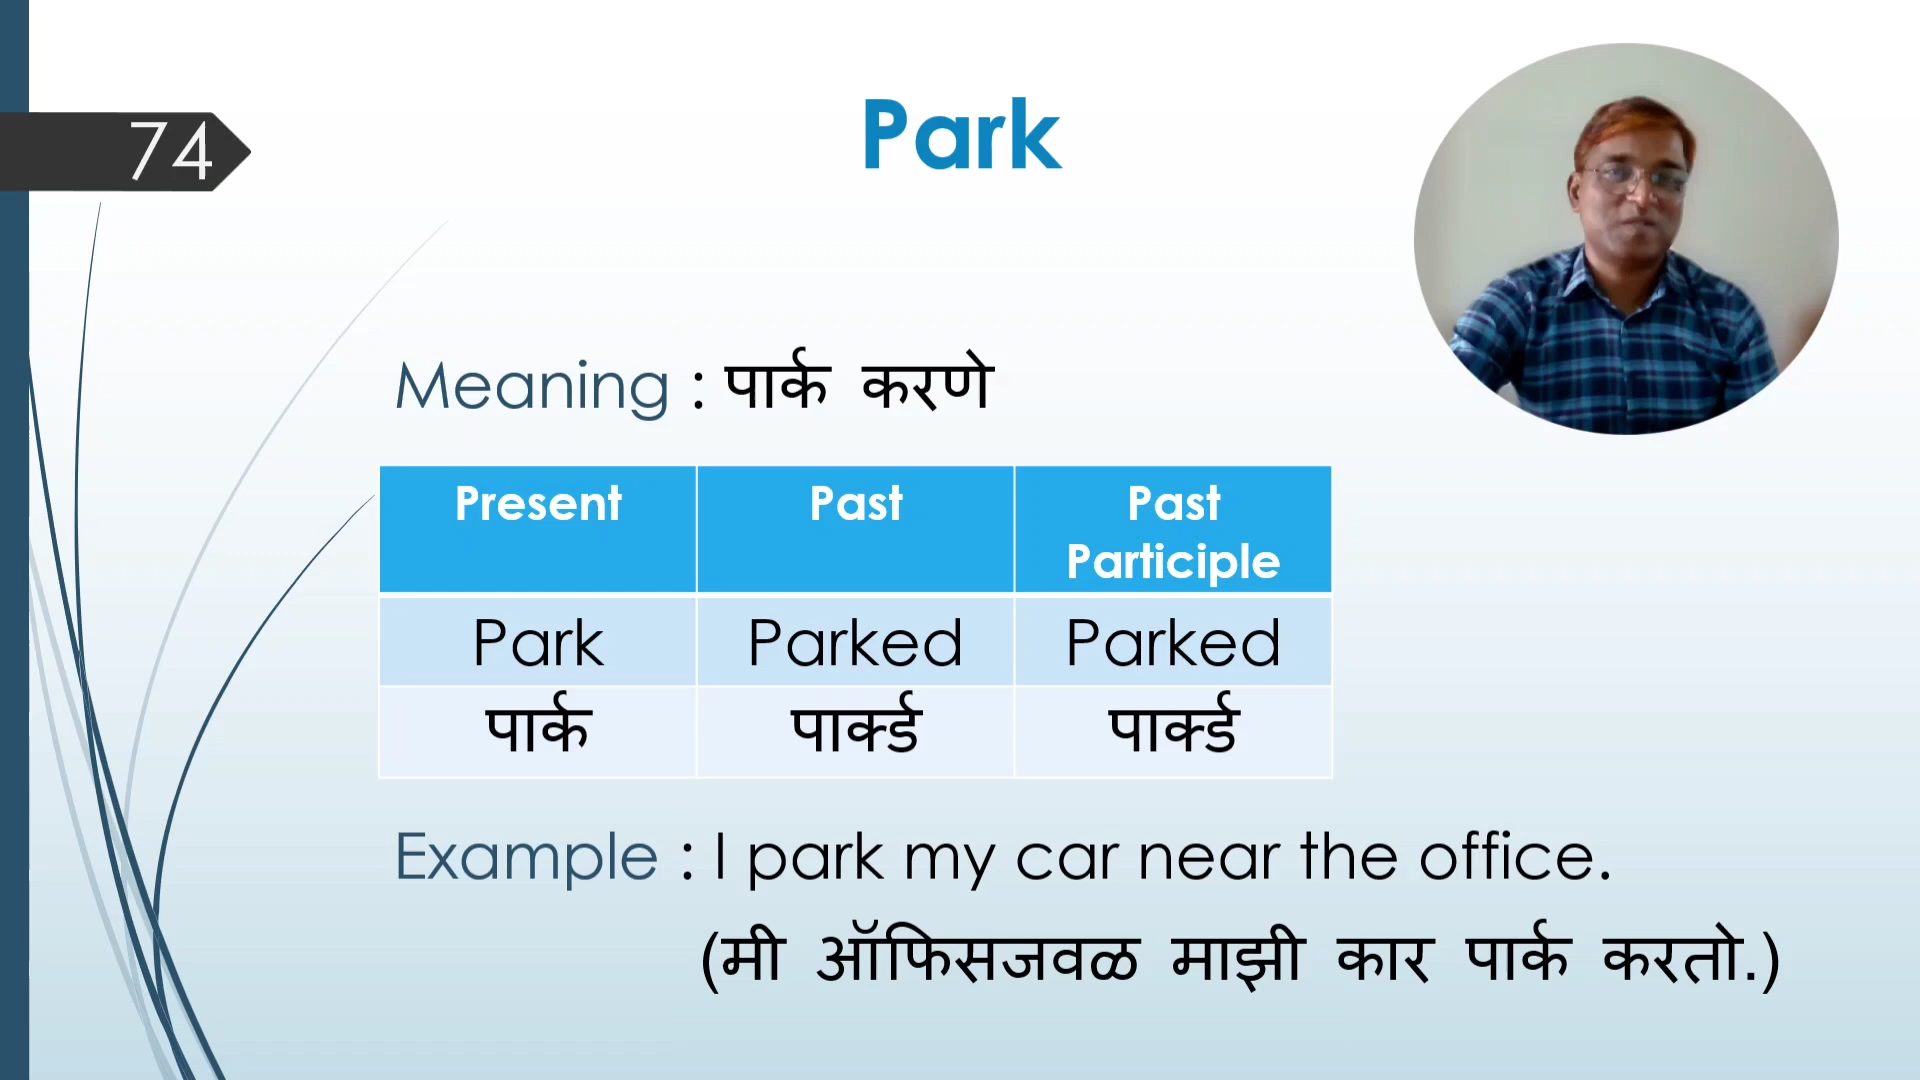 74
Park
Meaning : पार्क करणे
Present Past Past
Participle
Park Parked Parked
पार्क पार्क्ड पार्क्ड
Example : I park my car near the office.
(मी ऑफिसजवळ माझी कार पार्क करतो.)